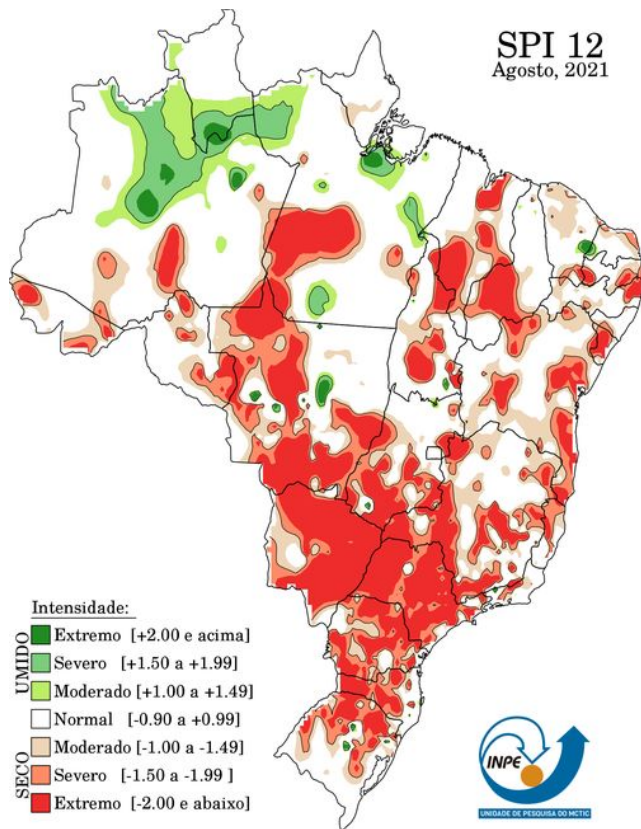 SPI 12
Agosto, 2021
Intensidade:
UMIDO
Extremo [+2.00 e acima]
Severo [+1.50 a +1.99]
Moderado [+1.00 a +1.49]
Normal [-0.90 a +0.99]
SECO
Moderado [-1.00 a -1.49]
Severo [-1.50 a -1.99 ]
Extremo [-2.00 e abaixo]
INPE
UNIDADE DE PESQUISA DO MCTIC